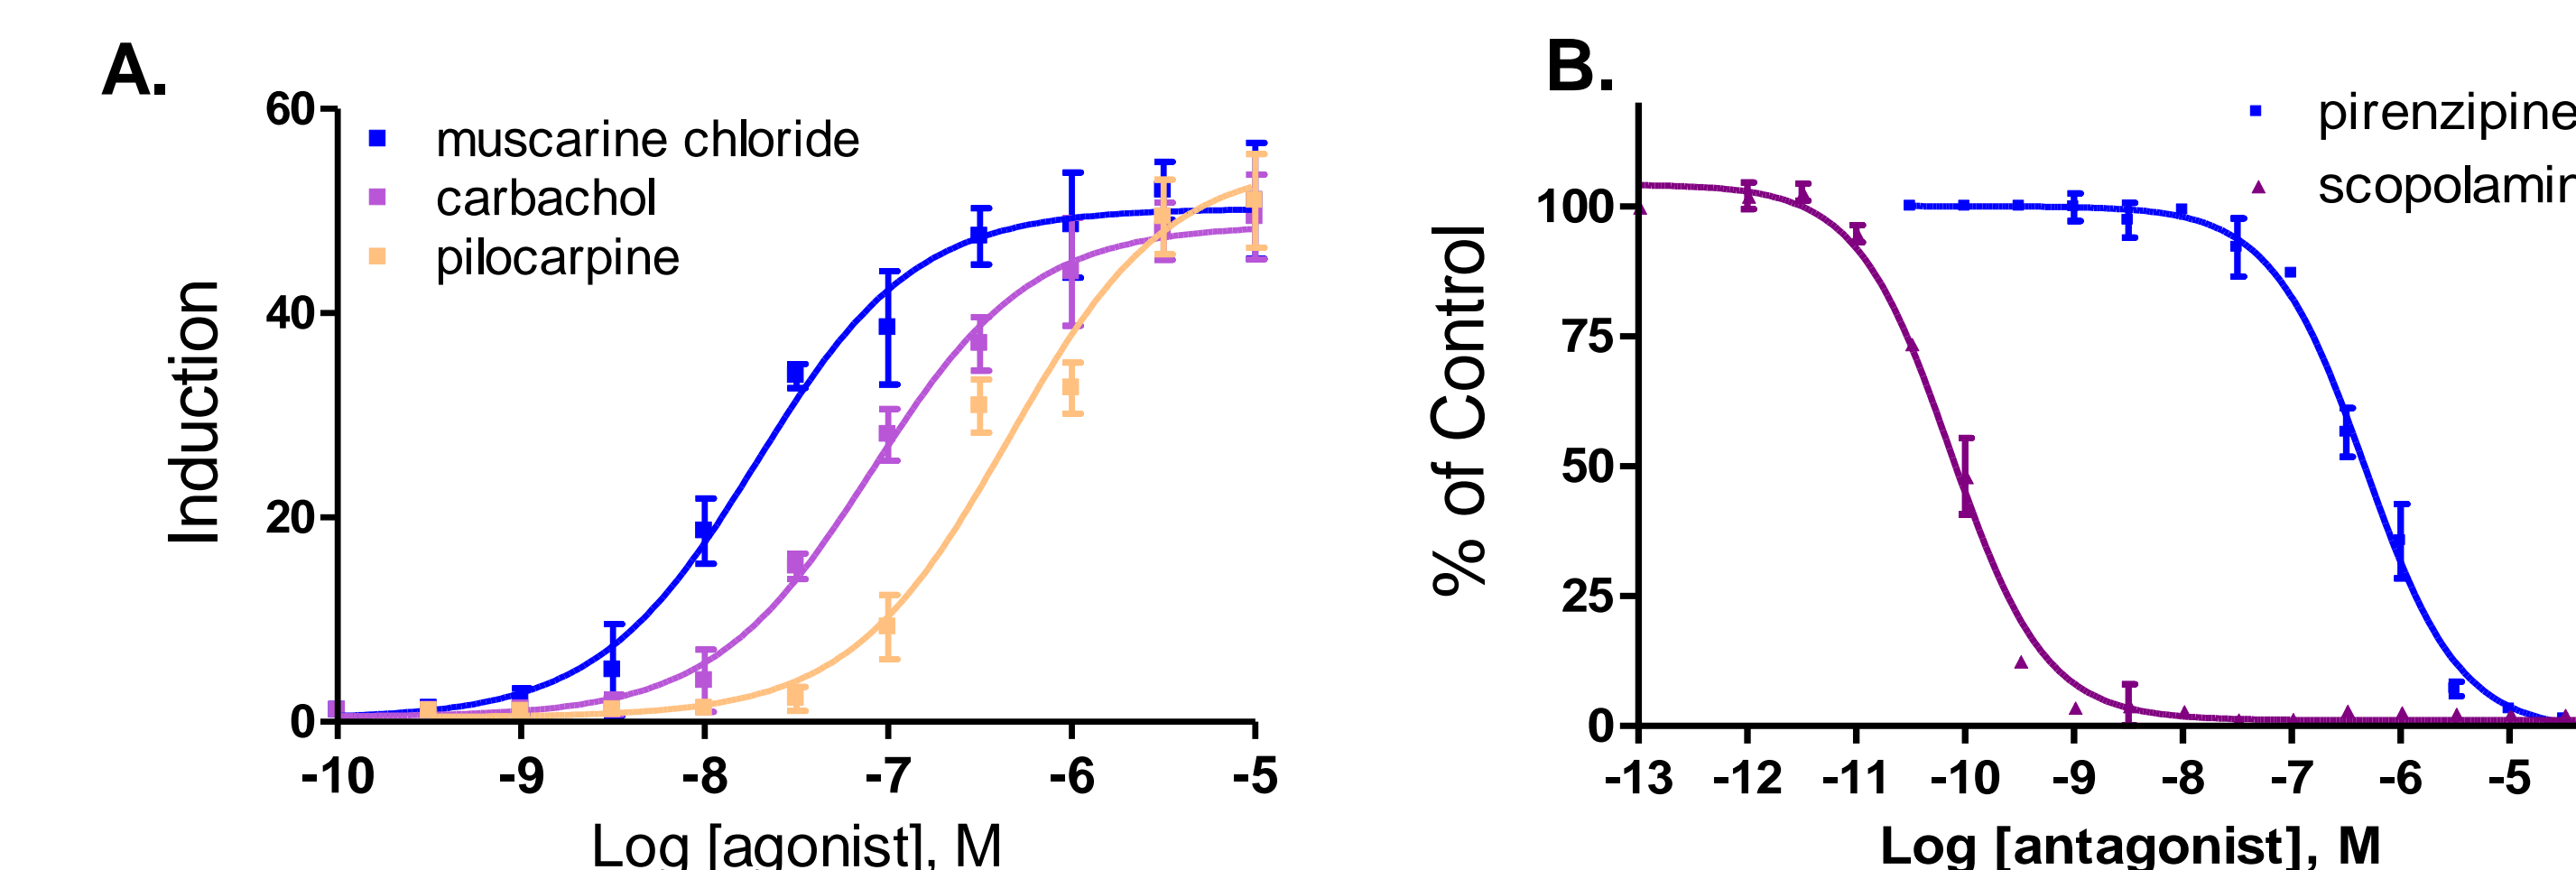 A.
60
40
20
0
Induction
muscarine chloride
carbachol
pilocarpine
-10 -9 -8 -7 -6 -5
Log [agonist], M
B.
100
75
50
25
0
% of Control
pirenzipine
scopolamin
-13 -12 -11 -10 -9 -8 -7 -6 -5
Log [antagonist], M